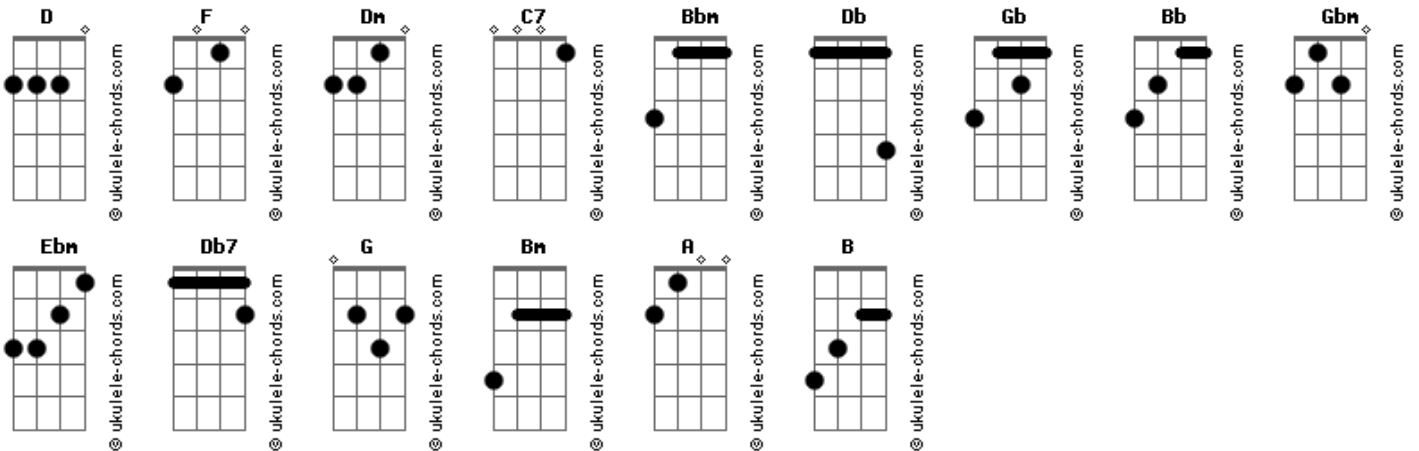 D F Dm C7 Bbm Db Gb Bb Gbm
© ukulele-chords.com © ukulele-chords.com © ukulele-chords.com © ukulele-chords.com © ukulele-chords.com © ukulele-chords.com © ukulele-chords.com © ukulele-chords.com © ukulele-chords.com
Ebm Db7 G Bm A B
© ukulele-chords.com © ukulele-chords.com © ukulele-chords.com © ukulele-chords.com © ukulele-chords.com © ukulele-chords.com